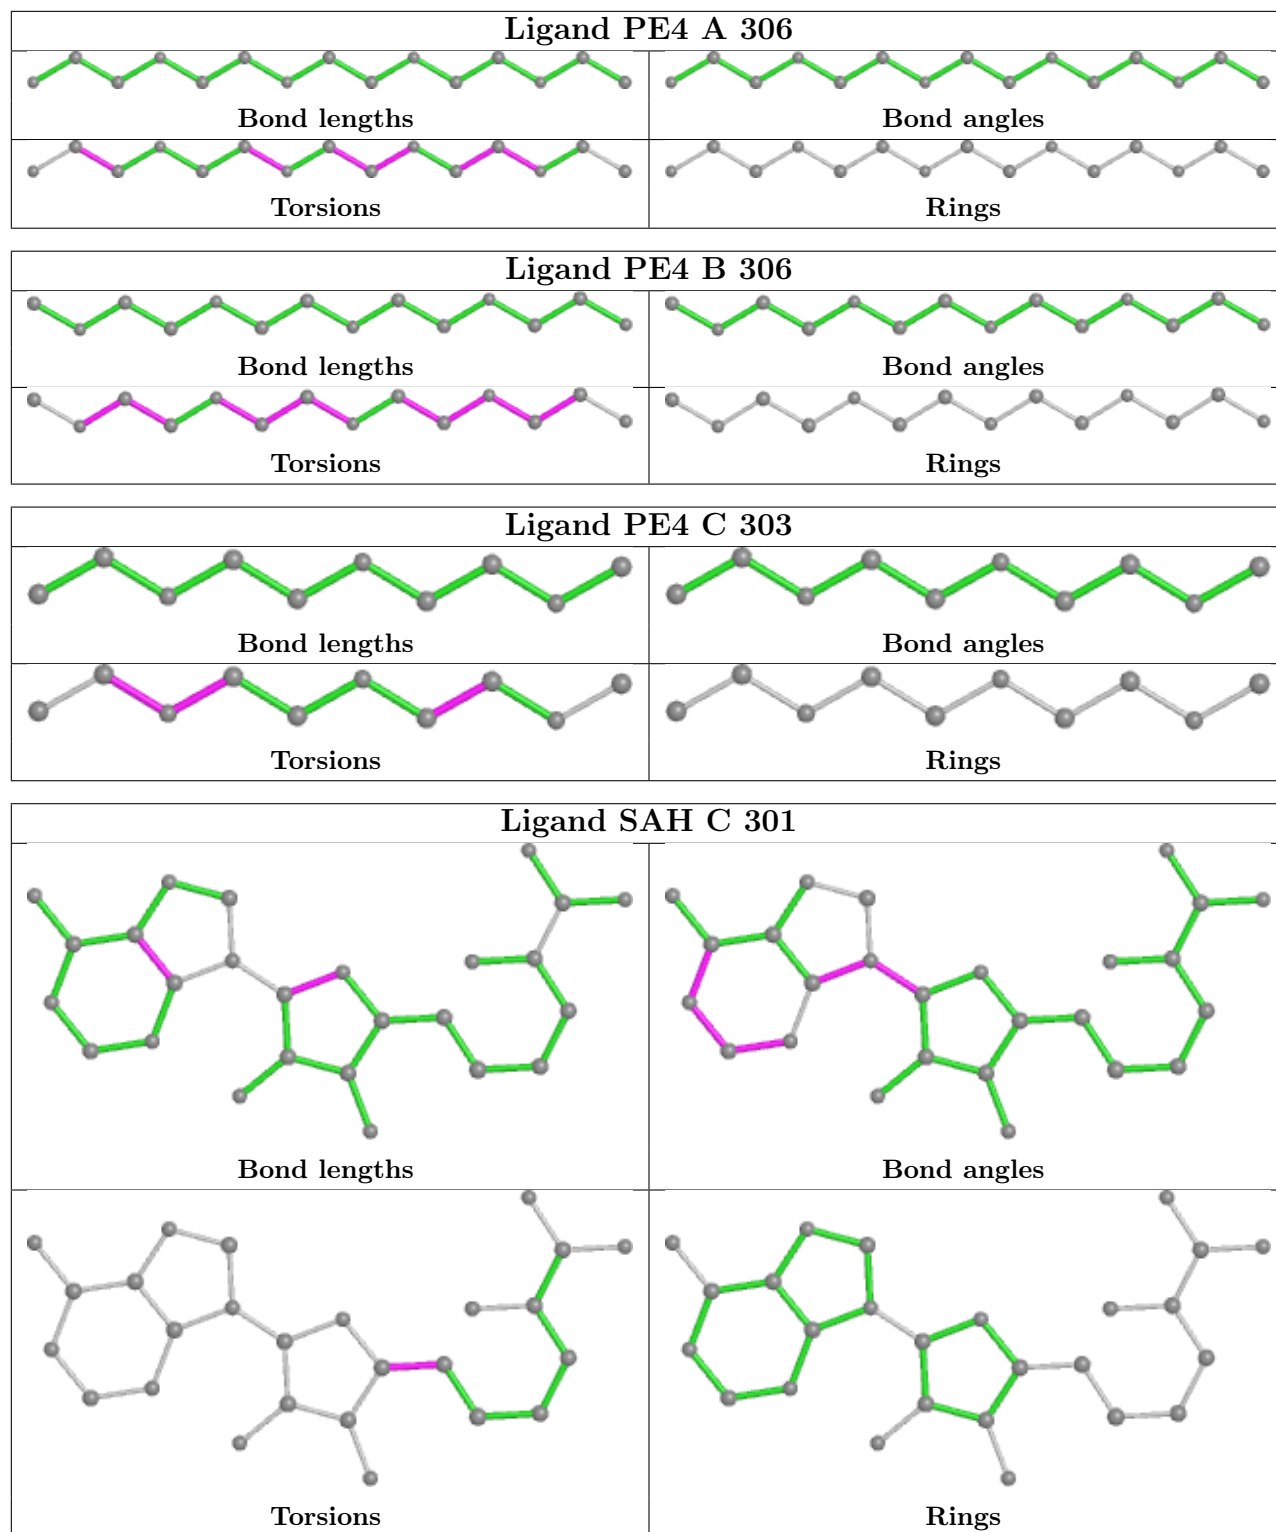 Ligand PE4 A 306
Bond lengths
Bond angles
Torsions
Rings
Ligand PE4 B 306
Bond lengths
Bond angles
Torsions
Rings
Ligand PE4 C 303
Bond lengths
Bond angles
Torsions
Rings
Ligand SAH C 301
Bond lengths
Bond angles
Torsions
Rings